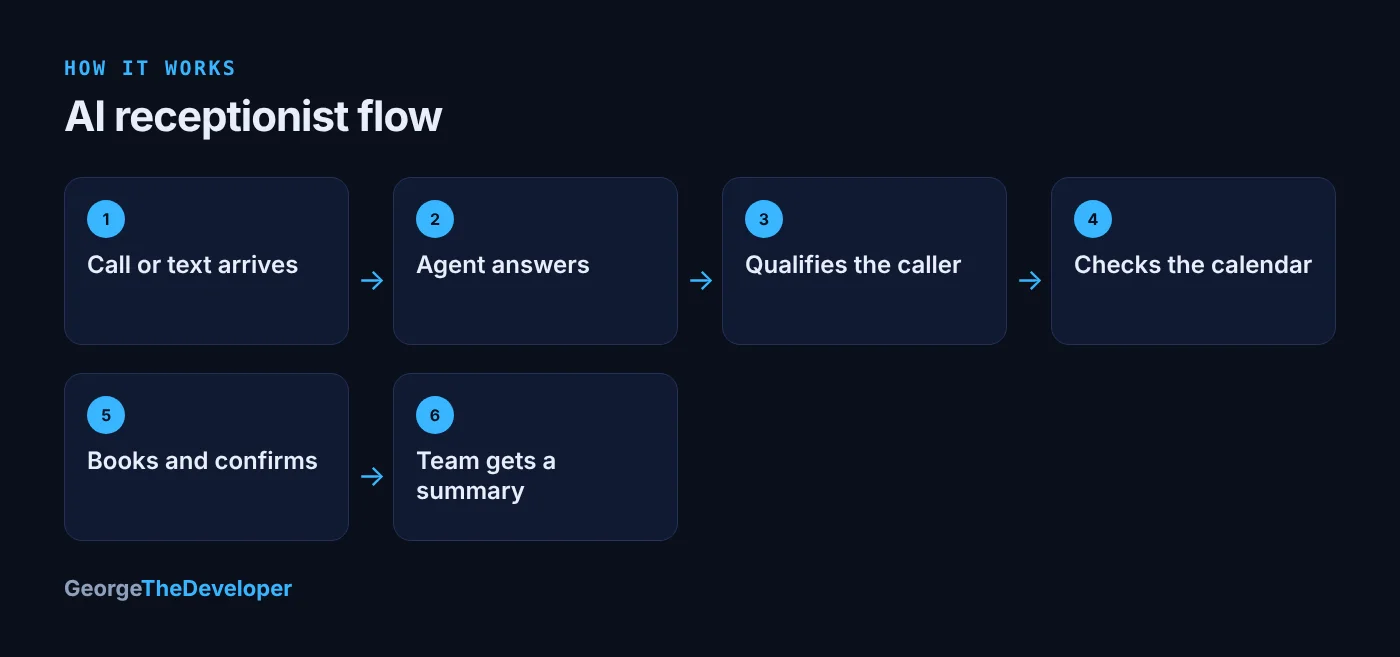 HOW IT WORKS
AI receptionist flow
1
Call or text arrives
2
Agent answers
3
Qualifies the caller
4
Checks the calendar
5
Books and confirms
6
Team gets a
summary
GeorgeTheDeveloper